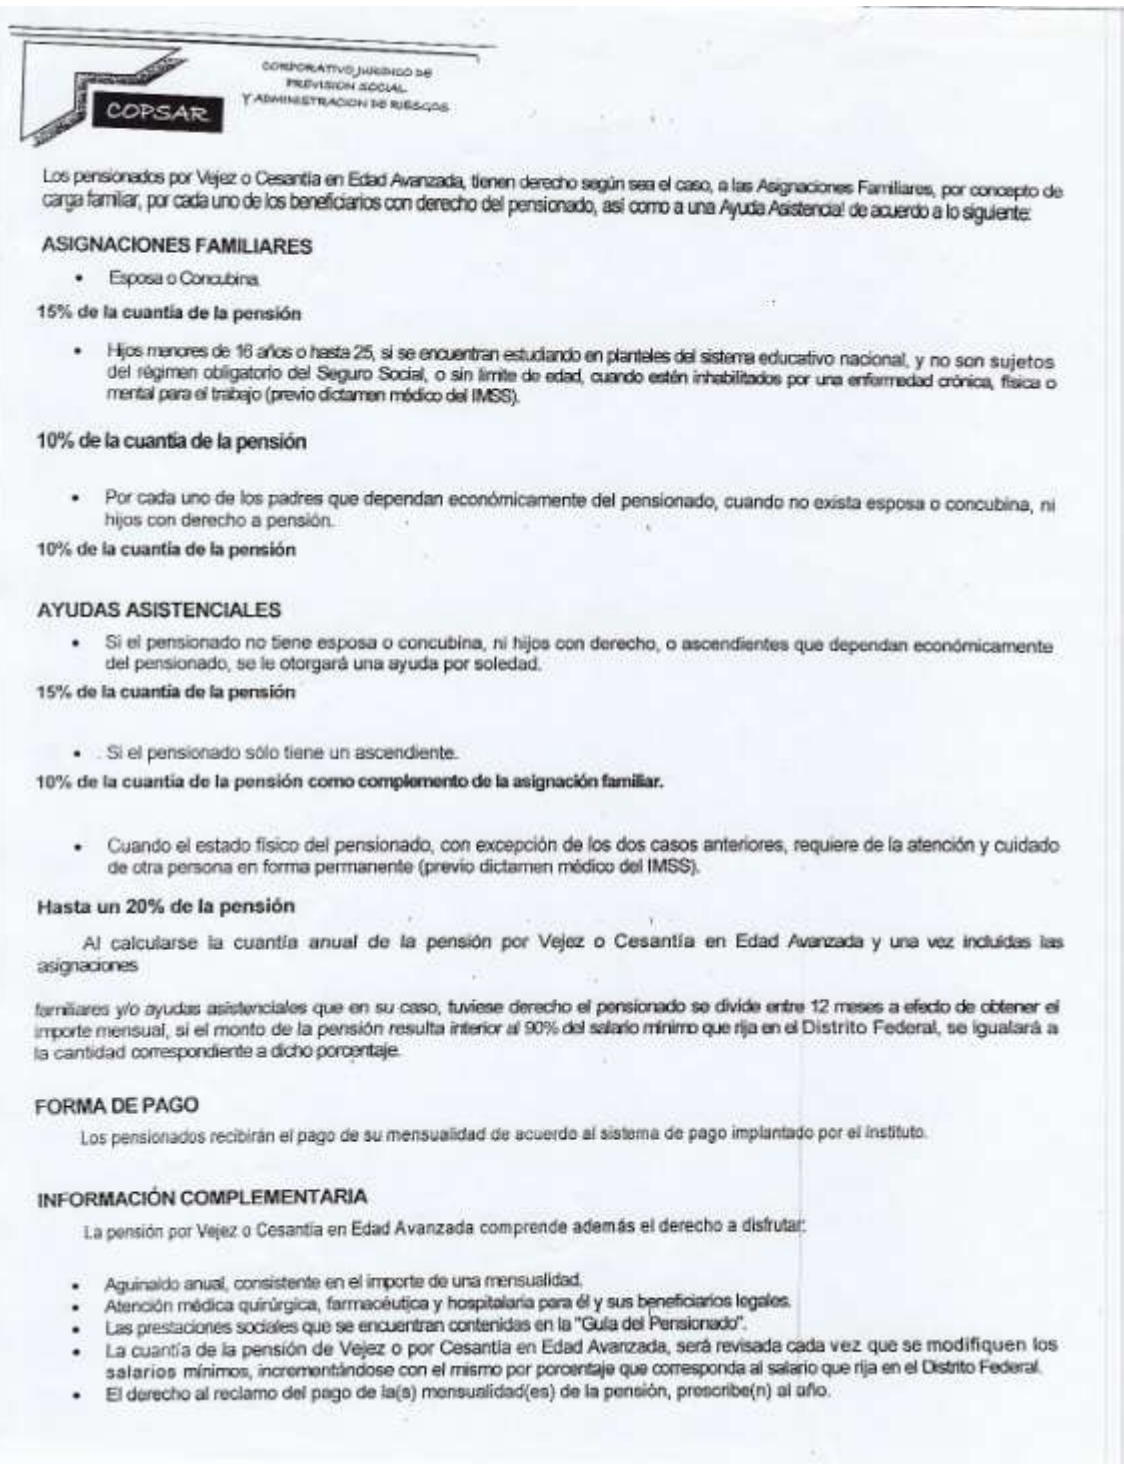 CORPORATIVO JURIDICO DE
PREVISION SOCIAL
Y ADMINISTRACION DE RIESGOS
COPSAR
Los pensionados por Vejez o Cesantía en Edad Avanzada, tienen derecho según sea el caso, a las Asignaciones Familiares, por concepto de
carga familiar, por cada uno de los beneficiarios con derecho del pensionado, así como a una Ayuda Asistencial de acuerdo a lo siguiente:
ASIGNACIONES FAMILIARES
• Esposa o Concubina.
15% de la cuantía de la pensión
• Hijos menores de 16 años o hasta 25, si se encuentran estudiando en planteles del sistema educativo nacional, y no son sujetos
del régimen obligatorio del Seguro Social, o sin límite de edad, cuando estén inhabilitados por una enfermedad crónica, física o
mental para el trabajo (previo dictamen médico del IMSS).
10% de la cuantía de la pensión
• Por cada uno de los padres que dependan económicamente del pensionado, cuando no exista esposa o concubina, ni
hijos con derecho a pensión.
10% de la cuantía de la pensión
AYUDAS ASISTENCIALES
• Si el pensionado no tiene esposa o concubina, ni hijos con derecho, o ascendientes que dependan económicamente
del pensionado, se le otorgará una ayuda por soledad.
15% de la cuantía de la pensión
• . Si el pensionado sólo tiene un ascendiente.
10% de la cuantía de la pensión como complemento de la asignación familiar.
• Cuando el estado físico del pensionado, con excepción de los dos casos anteriores, requiere de la atención y cuidado
de otra persona en forma permanente (previo dictamen médico del IMSS).
Hasta un 20% de la pensión
Al calcularse la cuantía anual de la pensión por Vejez o Cesantía en Edad Avanzada y una vez incluidas las
asignaciones
familiares y/o ayudas asistenciales que en su caso, tuviese derecho el pensionado se divide entre 12 meses a efecto de obtener el
importe mensual, si el monto de la pensión resulta interior al 90% del salario mínimo que rija en el Distrito Federal, se igualará a
la cantidad correspondiente a dicho porcentaje.
FORMA DE PAGO
Los pensionados recibirán el pago de su mensualidad de acuerdo al sistema de pago implantado por el Instituto.
INFORMACIÓN COMPLEMENTARIA
La pensión por Vejez o Cesantía en Edad Avanzada comprende además el derecho a disfrutar:
• Aguinaldo anual, consistente en el importe de una mensualidad.
• Atención médica quirúrgica, farmacéutica y hospitalaria para él y sus beneficiarios legales.
• Las prestaciones sociales que se encuentran contenidas en la "Guía del Pensionado".
• La cuantía de la pensión de Vejez o por Cesantía en Edad Avanzada, será revisada cada vez que se modifiquen los
salarios mínimos, incrementándose con el mismo por porcentaje que corresponda al salario que rija en el Distrito Federal.
• El derecho al reclamo del pago de la(s) mensualidad(es) de la pensión, prescribe(n) al año.